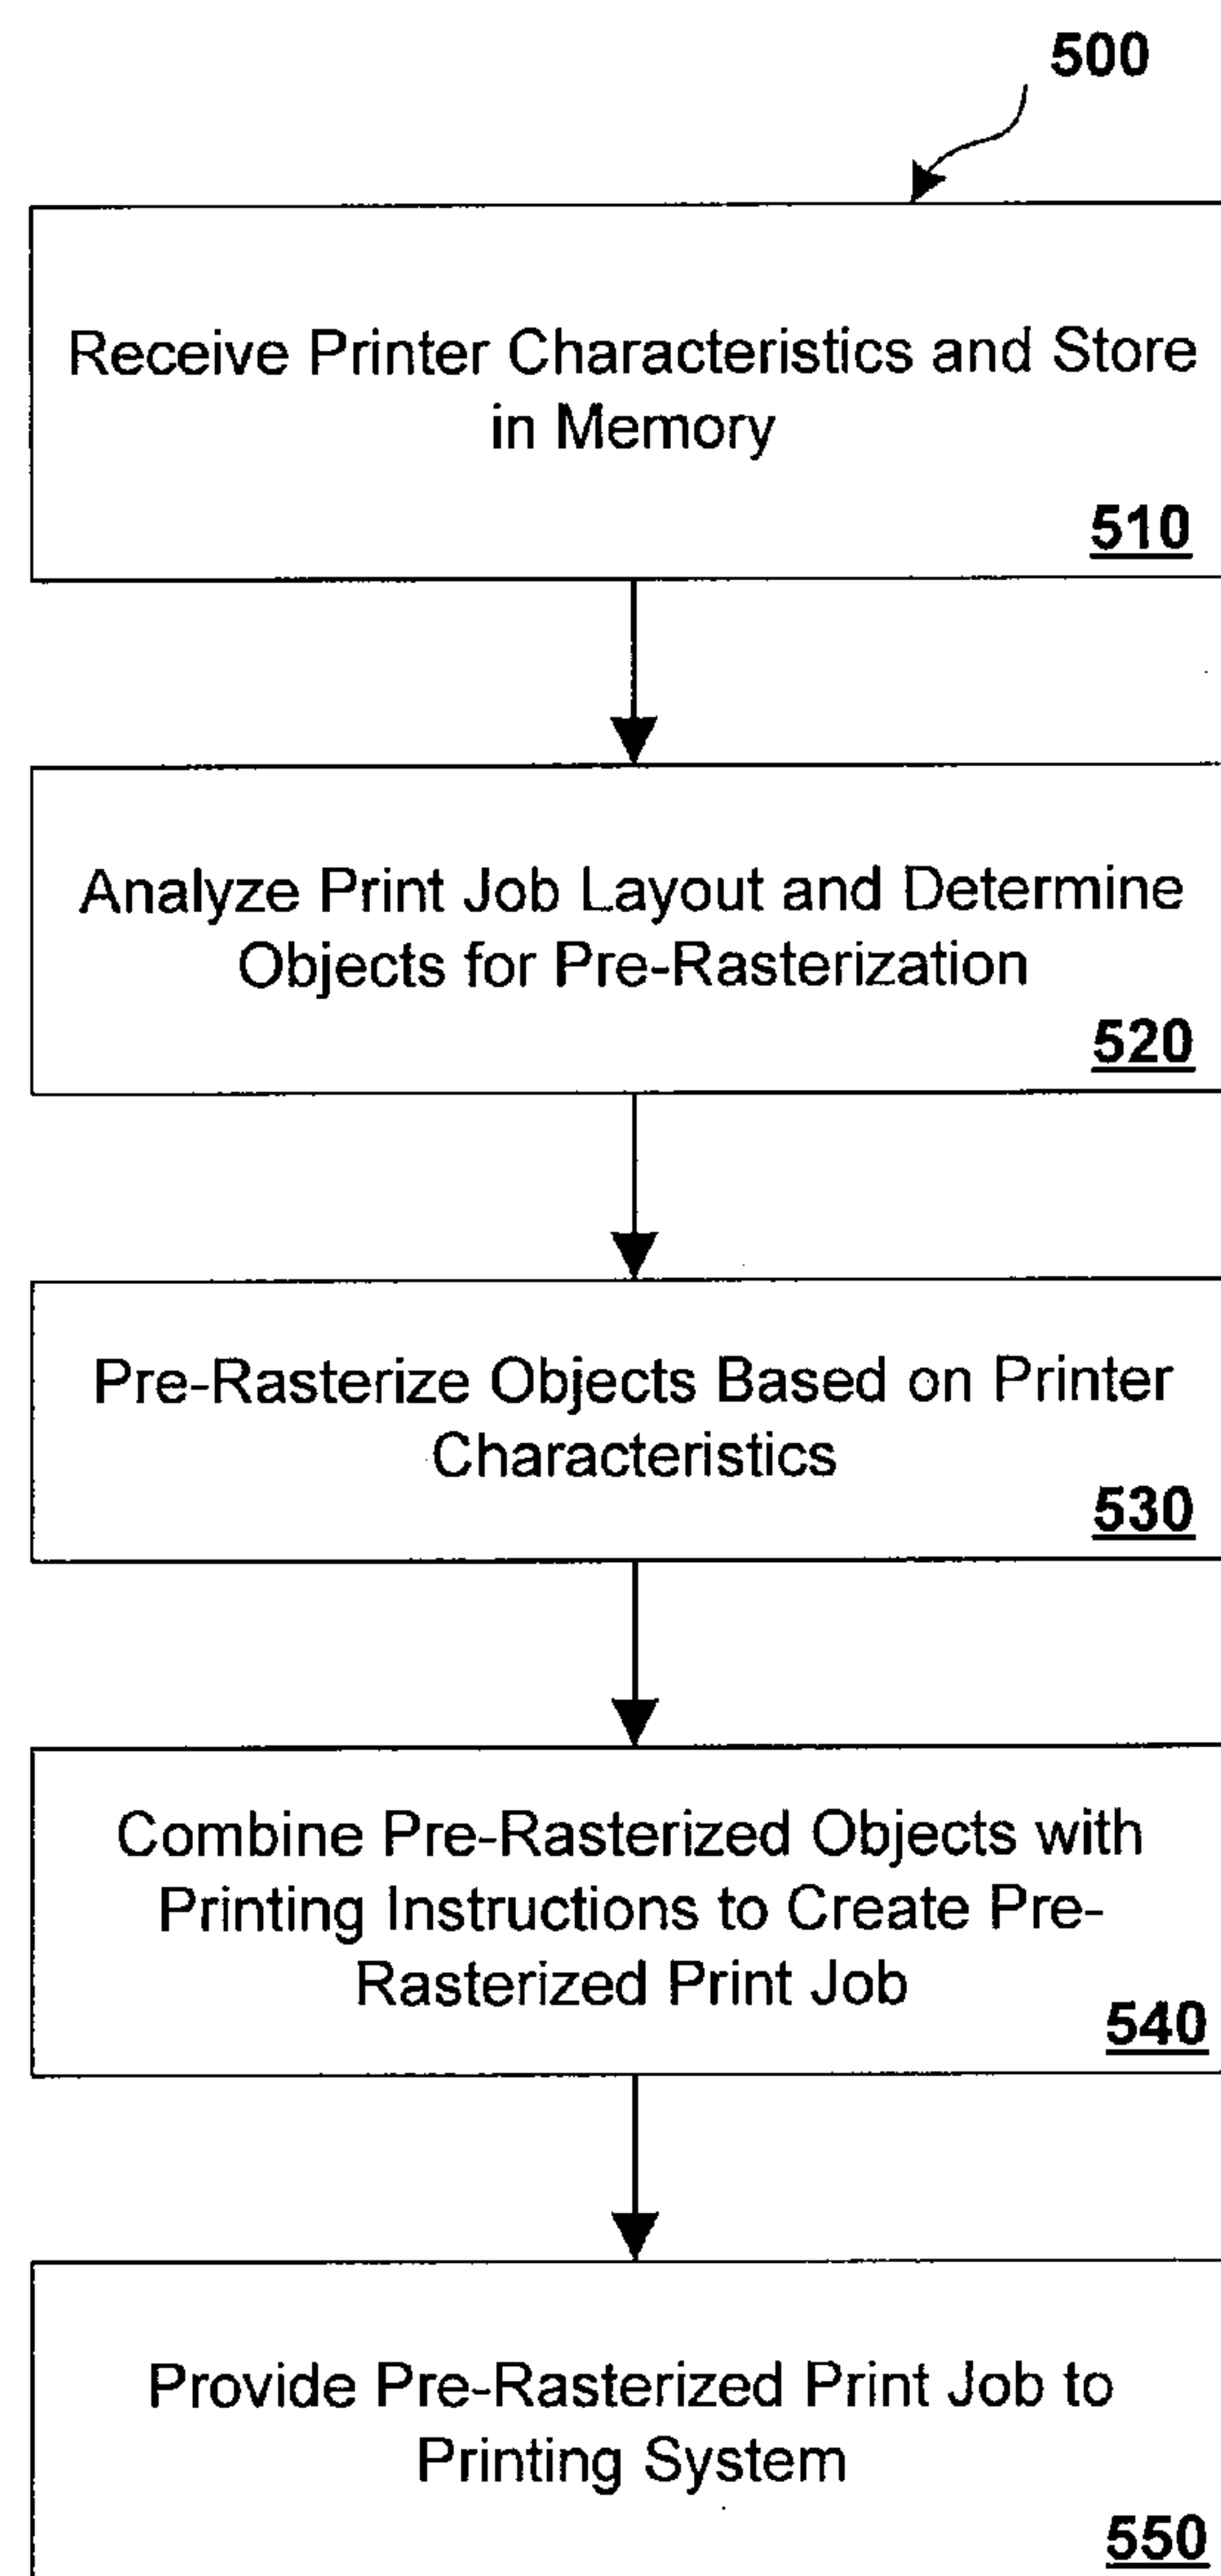 500
Receive Printer Characteristics and Store
in Memory
510
Analyze Print Job Layout and Determine
Objects for Pre-Rasterization
520
Pre-Rasterize Objects Based on Printer
Characteristics
530
Combine Pre-Rasterized Objects with
Printing Instructions to Create Pre-
Rasterized Print Job
540
Provide Pre-Rasterized Print Job to
Printing System
550